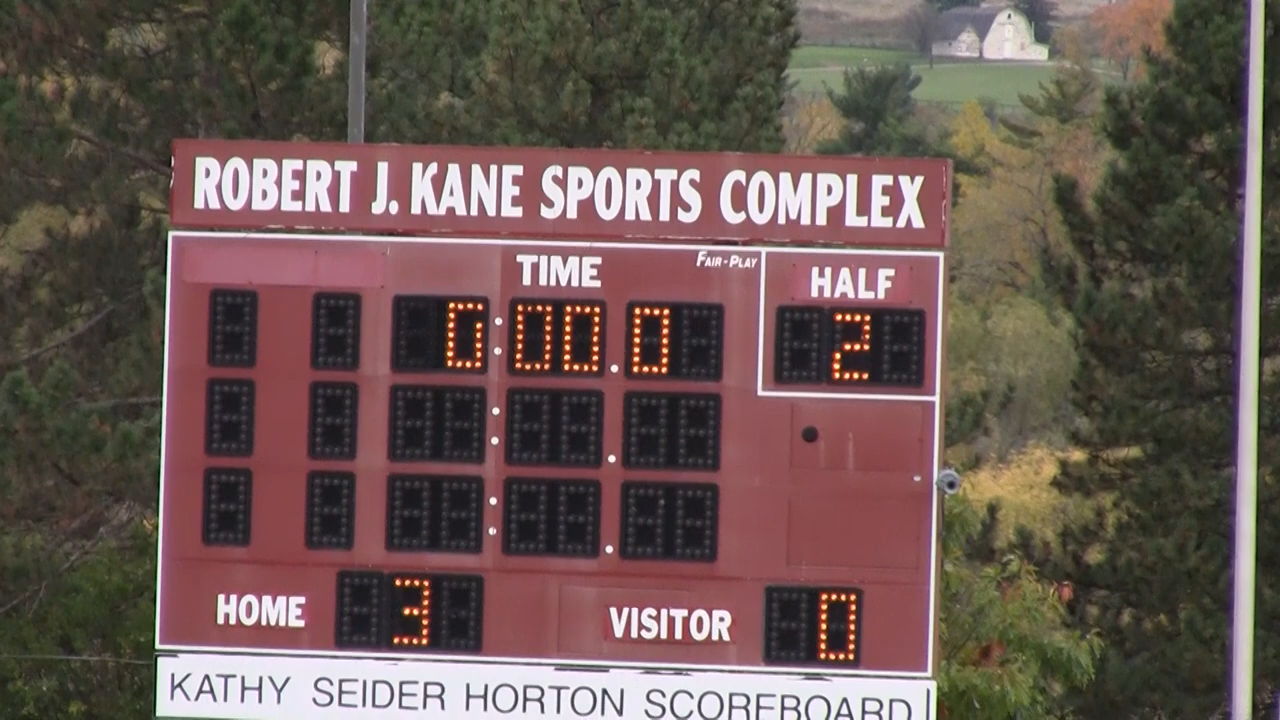 ROBERT J. KANE SPORTS COMPLEX
TIME FAIR-PLAY HALF
0:00.0 2
HOME 3 VISITOR 0
KATHY SEIDER HORTON SCOREBOARD